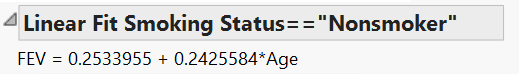 Linear Fit Smoking Status=="Nonsmoker"
FEV = 0.2533955 + 0.2425584*Age